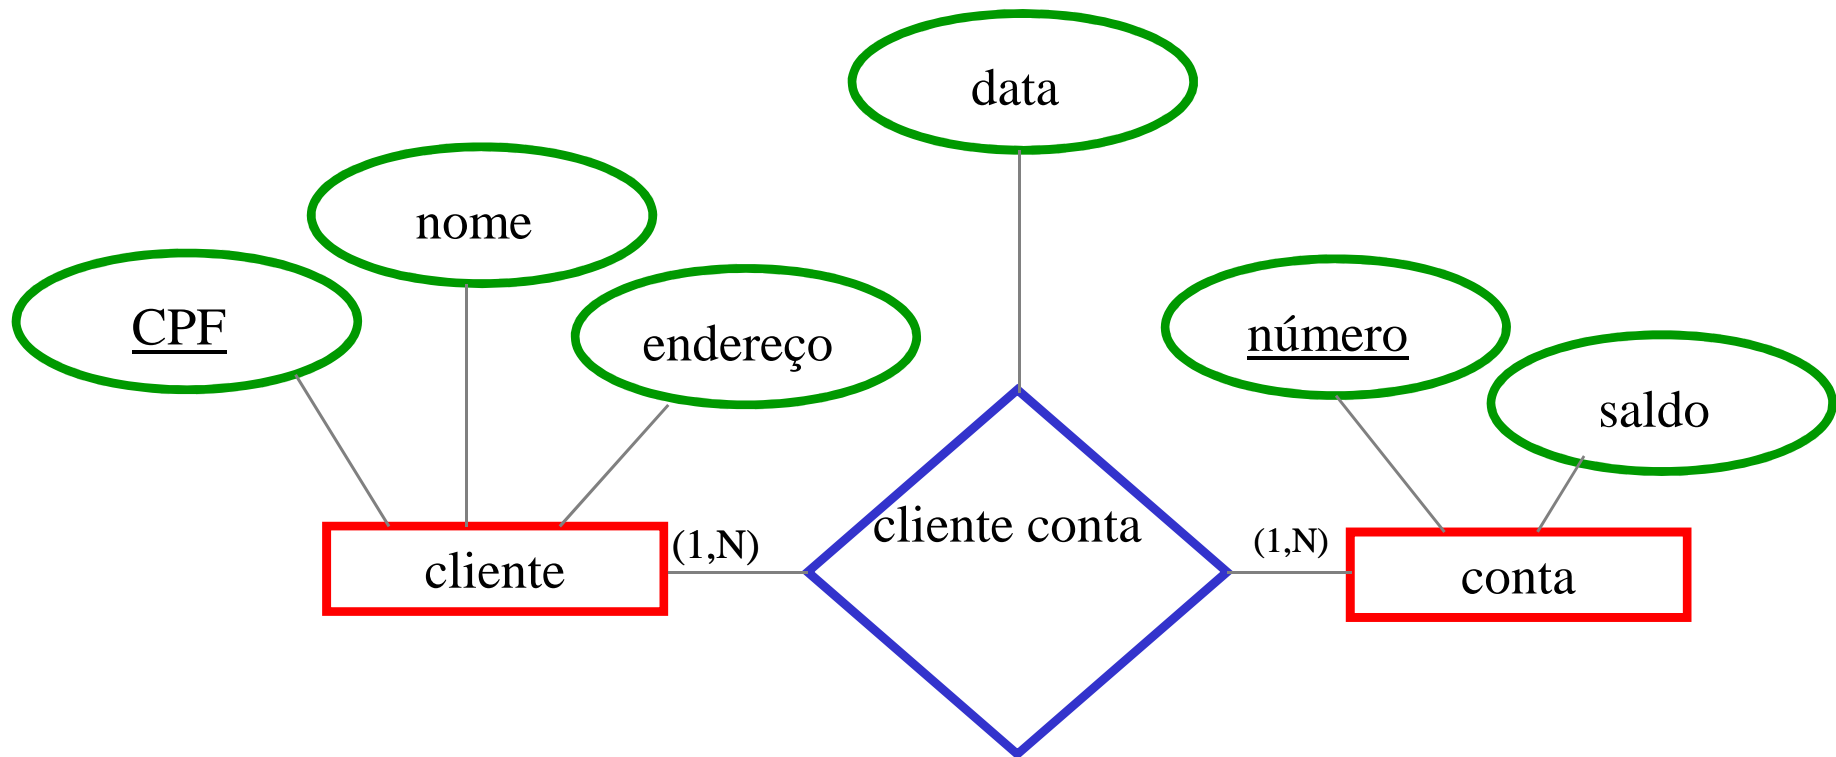 data
nome
CPF
endereço
número
saldo
cliente conta
(1,N)
(1,N)
cliente
conta